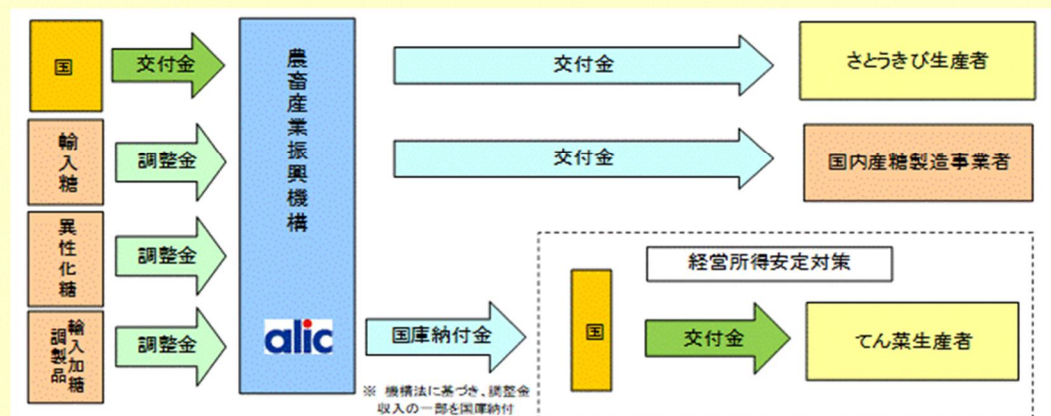 国
交付金
農畜産業振興機構
交付金
さとうきび生産者
輸入糖
調整金
交付金
国内産糖製造事業者
異性化糖
調整金
経営所得安定対策
輸入加糖
調製品
調整金
alic
国庫納付金
国
交付金
てん菜生産者
※ 機構法に基づき、調整金
収入の一部を国庫納付